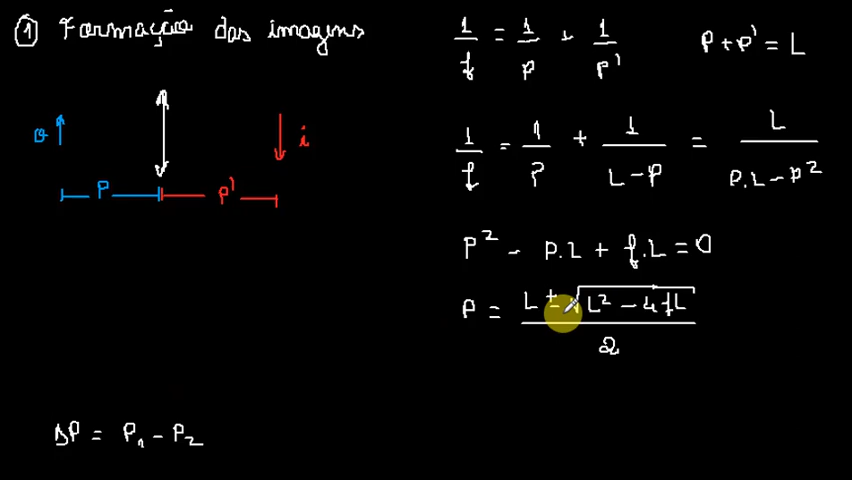 ① Formação das imagens
1/f = 1/p + 1/p'
p + p' = L
o
i
p
p'
1/f = 1/p + 1/(L - p) = L/(p.L - p²)
p² - p.L + f.L = 0
p = (L ± √(L² - 4fL))/2
Δp = p₁ - p₂